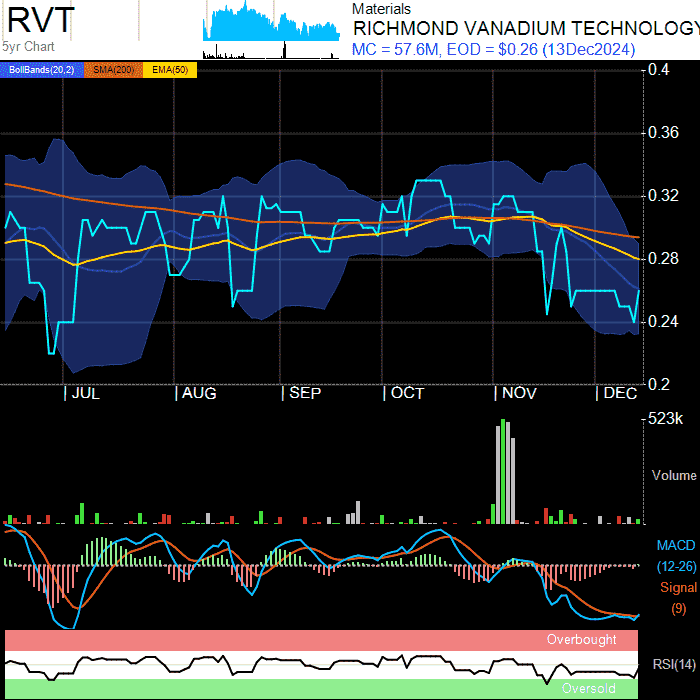 RVT
5yr Chart
Materials
RICHMOND VANADIUM TECHNOLOGY
MC = 57.6M, EOD = $0.26 (13Dec2024)
BollBands(20,2) SMA(200) EMA(50)
0.4
0.36
0.32
0.28
0.24
0.2
JUL AUG SEP OCT NOV DEC
523k
Volume
MACD
(12-26)
Signal
(9)
Overbought
RSI(14)
Oversold